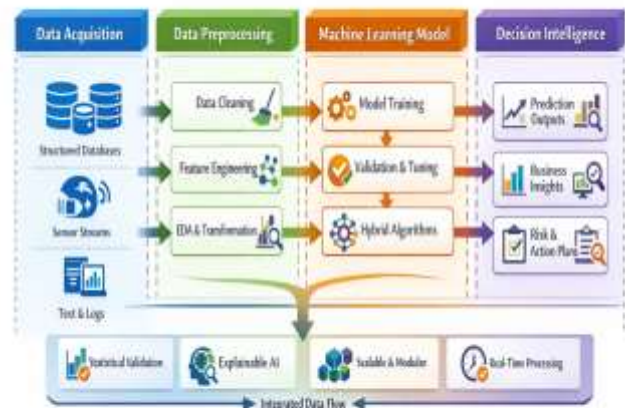 Data Acquisition
Data Preprocessing
Machine Learning Model
Decision Intelligence
Structured Databases
Sensor Streams
Text & Logs
Data Cleaning
Feature Engineering
EDA & Transformation
Model Training
Validation & Tuning
Hybrid Algorithms
Prediction
Outputs
Business
Insights
Risk &
Action Plans
Statistical Validation
Explainable AI
Scalable & Modular
Real-Time Processing
Integrated Data Flow